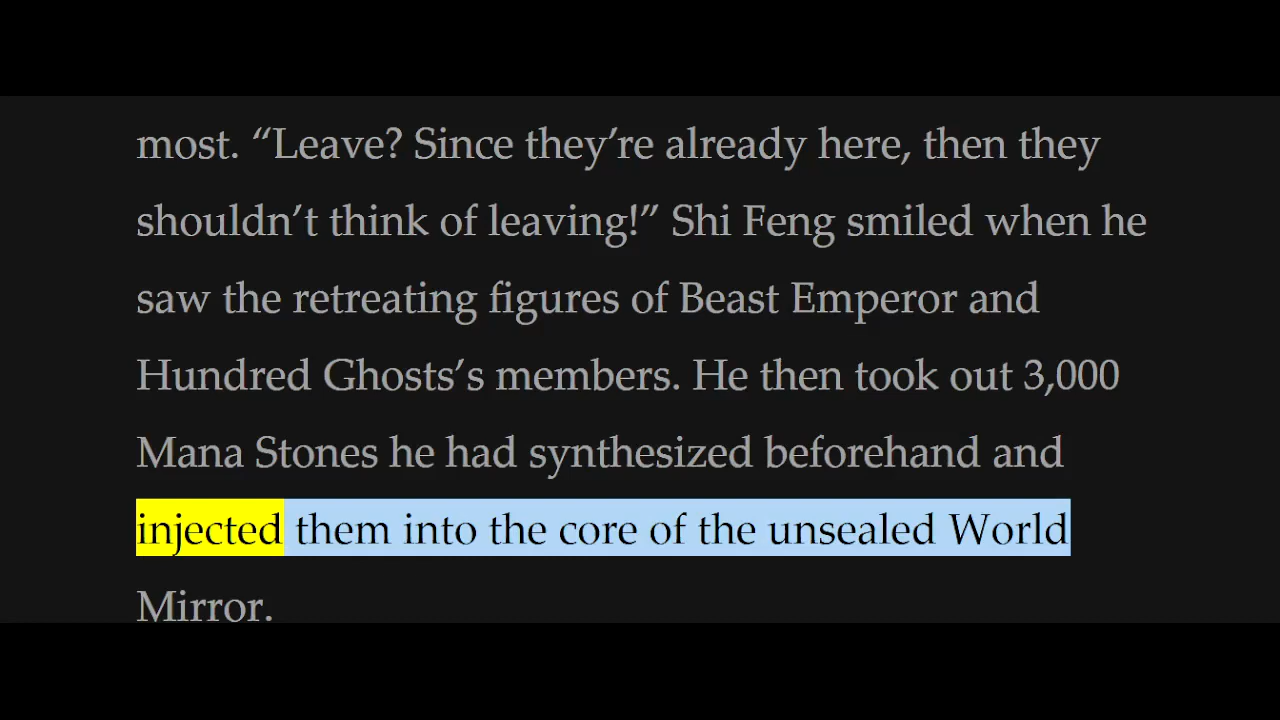 most. “Leave? Since they’re already here, then they
shouldn’t think of leaving!” Shi Feng smiled when he
saw the retreating figures of Beast Emperor and
Hundred Ghosts’s members. He then took out 3,000
Mana Stones he had synthesized beforehand and
injected them into the core of the unsealed World
Mirror.